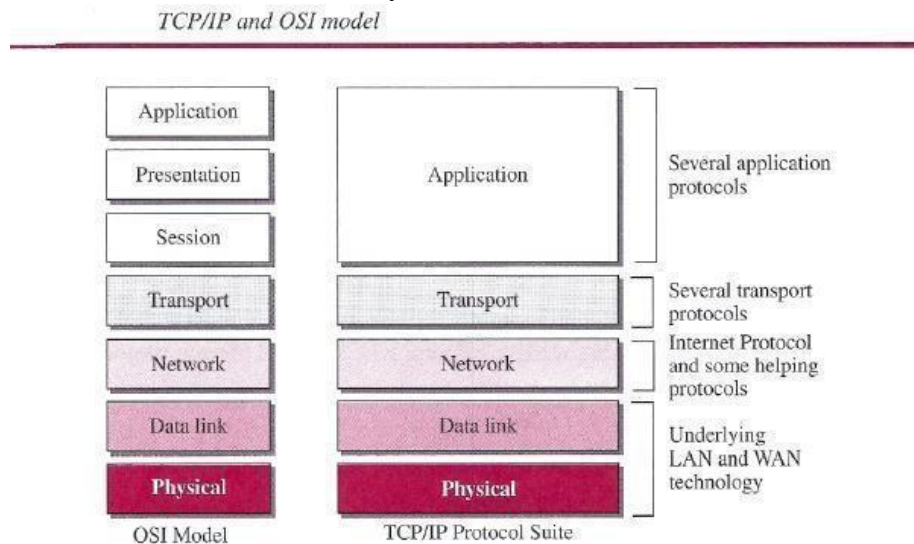 TCP/IP and OSI model
Application
Presentation
Session
Transport
Network
Data link
Physical
OSI Model
Application
Transport
Network
Data link
Physical
TCP/IP Protocol Suite
Several application
protocols
Several transport
protocols
Internet Protocol
and some helping
protocols
Underlying
LAN and WAN
technology